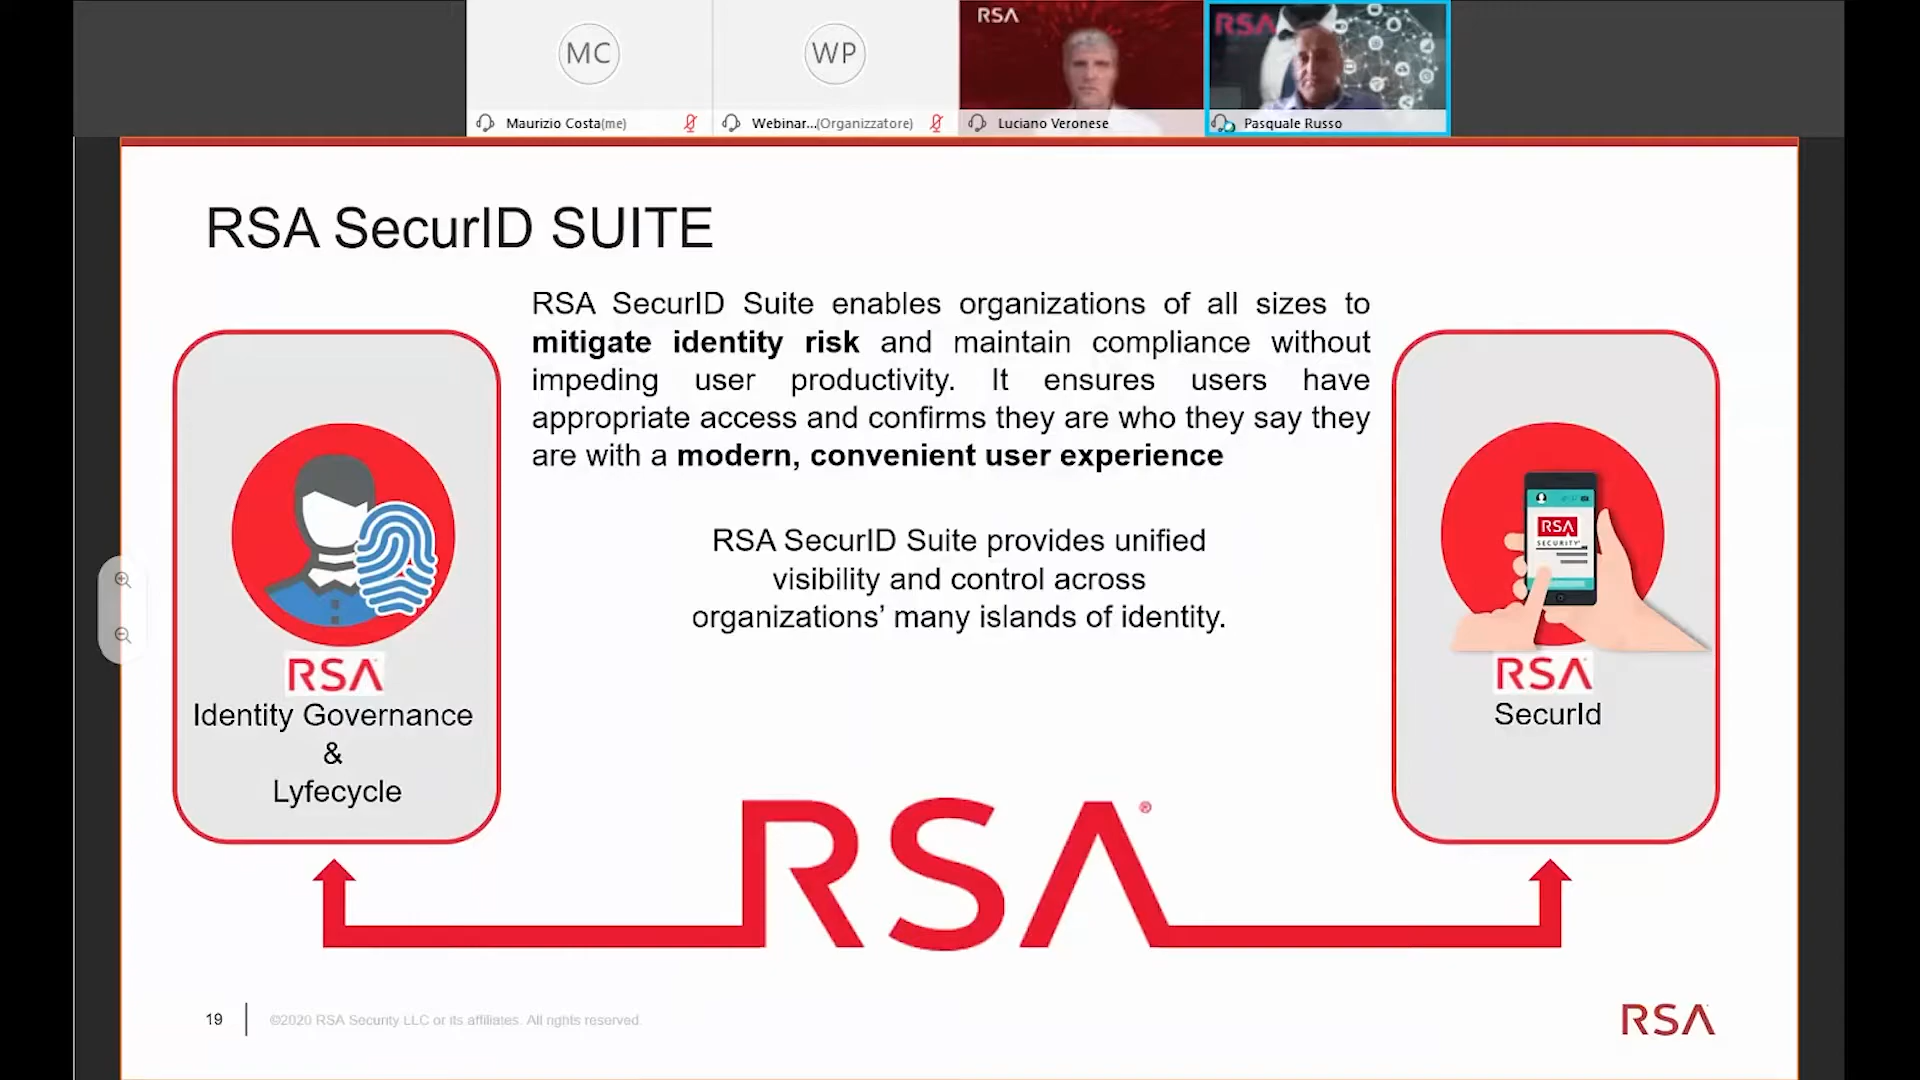 MC
WP
RSA
RSA
Maurizio Costa(me)
Webinar...(Organizzatore)
Luciano Veronese
Pasquale Russo
RSA SecurID SUITE
RSA SecurID Suite enables organizations of all sizes to
mitigate identity risk and maintain compliance without
impeding user productivity. It ensures users have
appropriate access and confirms they are who they say they
are with a modern, convenient user experience
RSA SecurID Suite provides unified
visibility and control across
organizations’ many islands of identity.
RSA
Identity Governance
&
Lyfecycle
RSA
SECURITY
RSA
SecurId
RSA®
19
©2020 RSA Security LLC or its affiliates. All rights reserved.
RSA